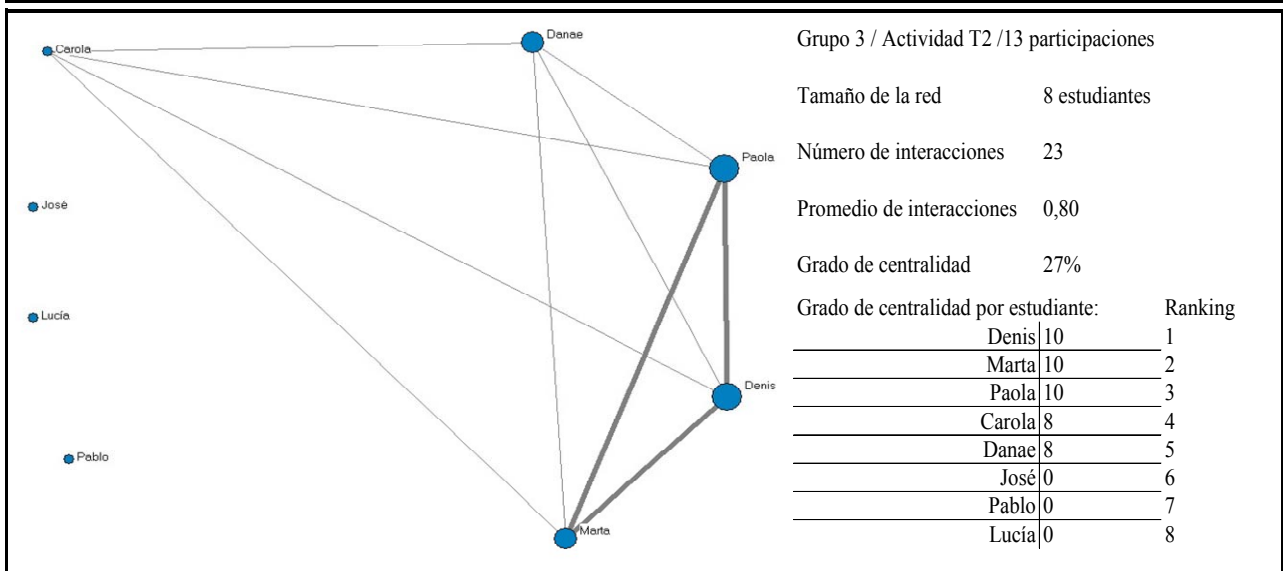 Carola
Danae
Paola
José
Lucía
Denis
Pablo
Marta
Grupo 3 / Actividad T2 /13 participaciones
Tamaño de la red 8 estudiantes
Número de interacciones 23
Promedio de interacciones 0,80
Grado de centralidad 27%
Grado de centralidad por estudiante: Ranking
Denis 10 1
Marta 10 2
Paola 10 3
Carola 8 4
Danae 8 5
José 0 6
Pablo 0 7
Lucía 0 8